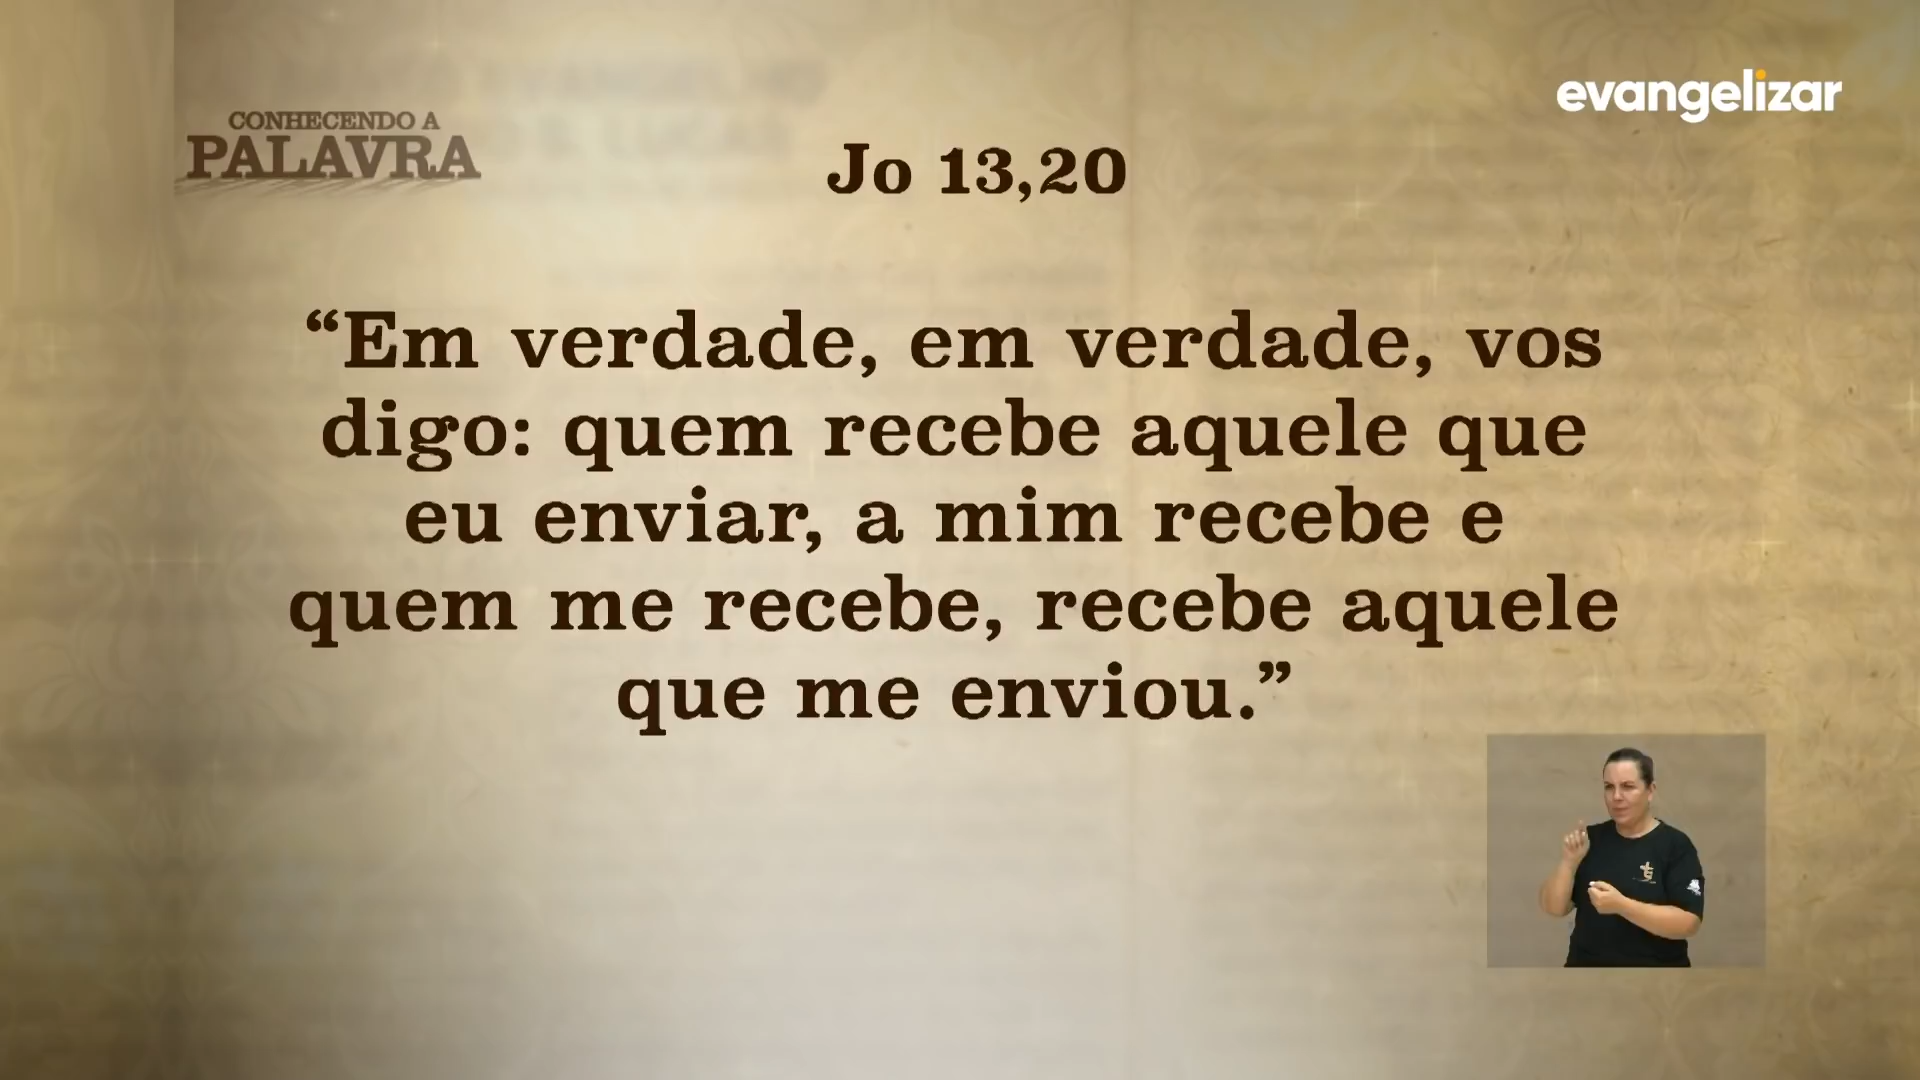 evangelizar
CONHECENDO A
PALAVRA
Jo 13,20
“Em verdade, em verdade, vos
digo: quem recebe aquele que
eu enviar, a mim recebe e
quem me recebe, recebe aquele
que me enviou.”